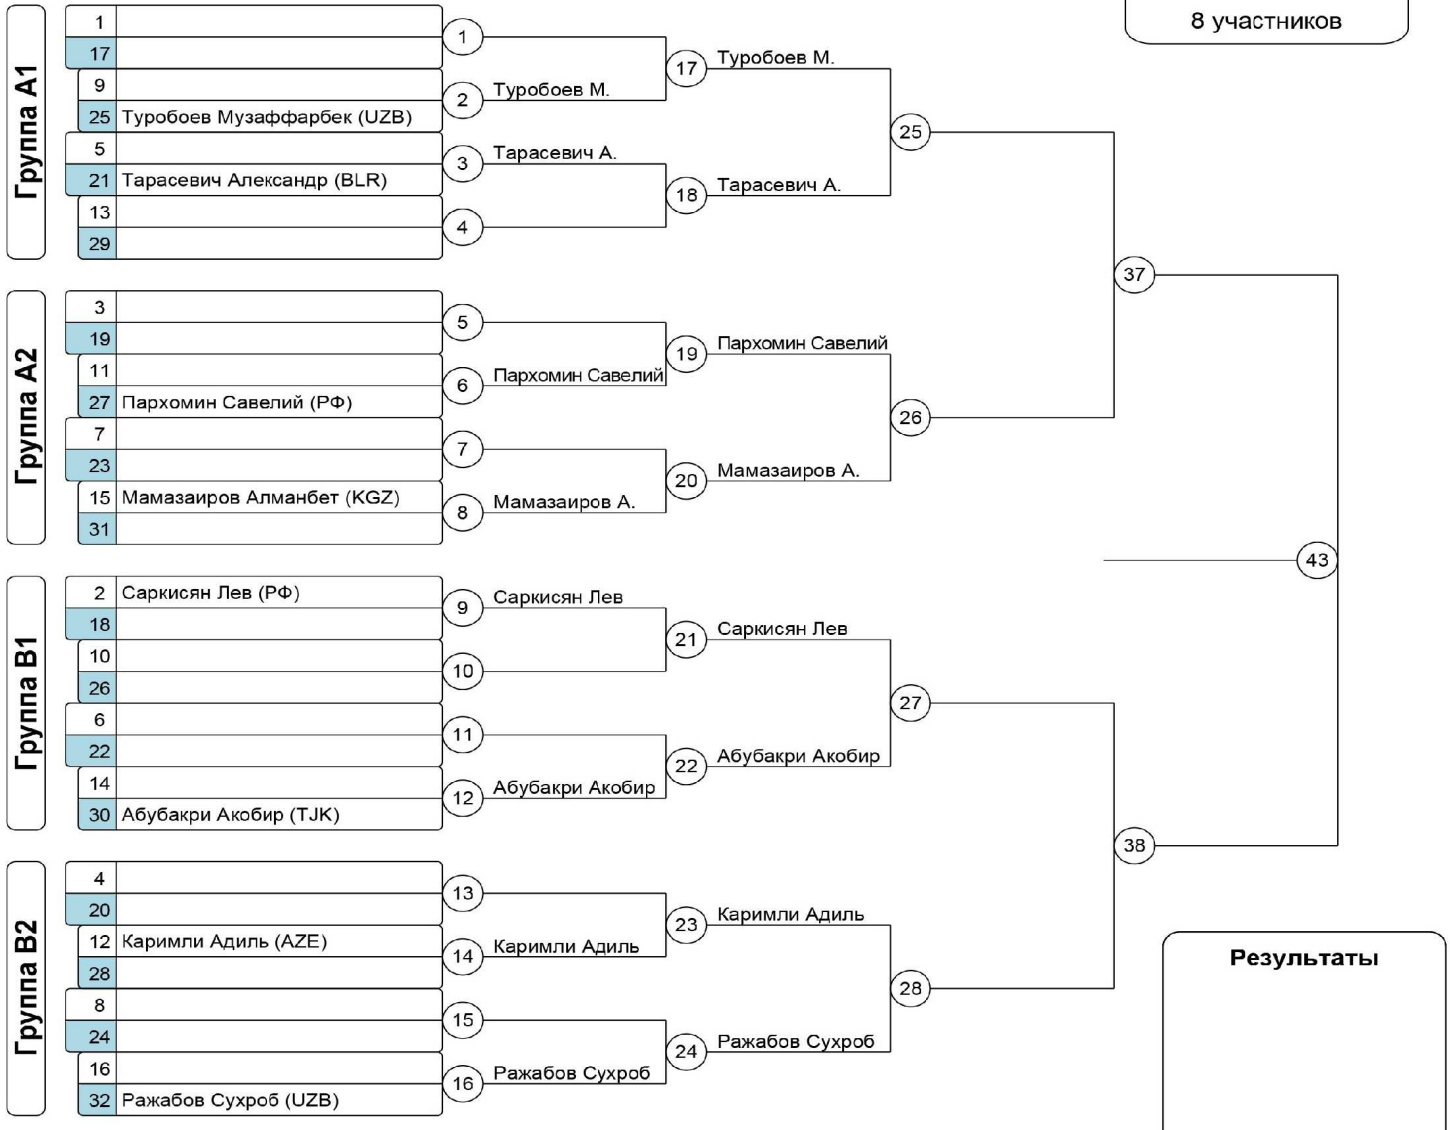 8 участников
Группа A1
1
17
9
25 Туробоев Музаффарбек (UZB)
5
21 Тарасевич Александр (BLR)
13
29
1
2 Туробоев М.
3 Тарасевич А.
4
17 Туробоев М.
18 Тарасевич А.
25
Группа A2
3
19
11
27 Пархомин Савелий (РФ)
7
23
15 Мамазаиров Алманбет (KGZ)
31
5
6 Пархомин Савелий
7
8 Мамазаиров А.
19 Пархомин Савелий
20 Мамазаиров А.
26
37
Группа B1
2 Саркисян Лев (РФ)
18
10
26
6
22
14
30 Абубакри Акобир (TJK)
9 Саркисян Лев
10
11
12 Абубакри Акобир
21 Саркисян Лев
22 Абубакри Акобир
27
Группа B2
4
20
12 Каримли Адиль (AZE)
28
8
24
16
32 Ражабов Сухроб (UZB)
13
14 Каримли Адиль
15
16 Ражабов Сухроб
23 Каримли Адиль
24 Ражабов Сухроб
28
38
43
Результаты